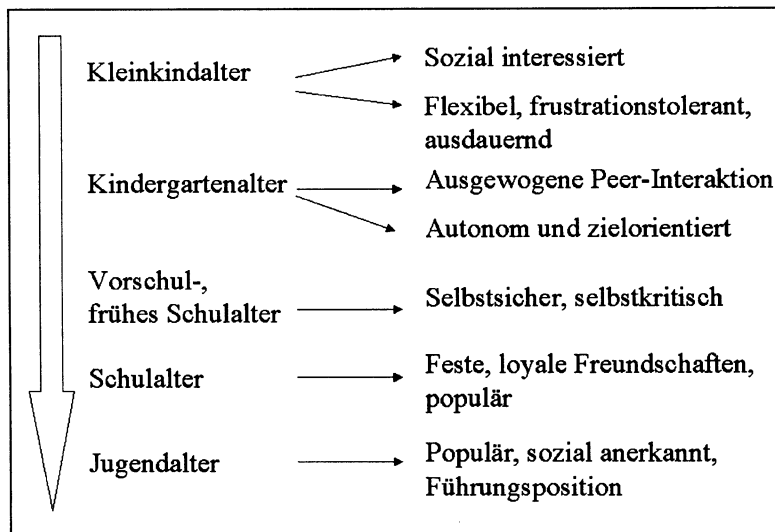 Kleinkindalter
Sozial interessiert
Flexibel, frustrationstolerant,
ausdauernd
Kindergartenalter
Ausgewogene Peer-Interaktion
Autonom und zielorientiert
Vorschul-,
frühes Schulalter
Selbstsicher, selbstkritisch
Schulalter
Feste, loyale Freundschaften,
populär
Jugendalter
Populär, sozial anerkannt,
Führungsposition